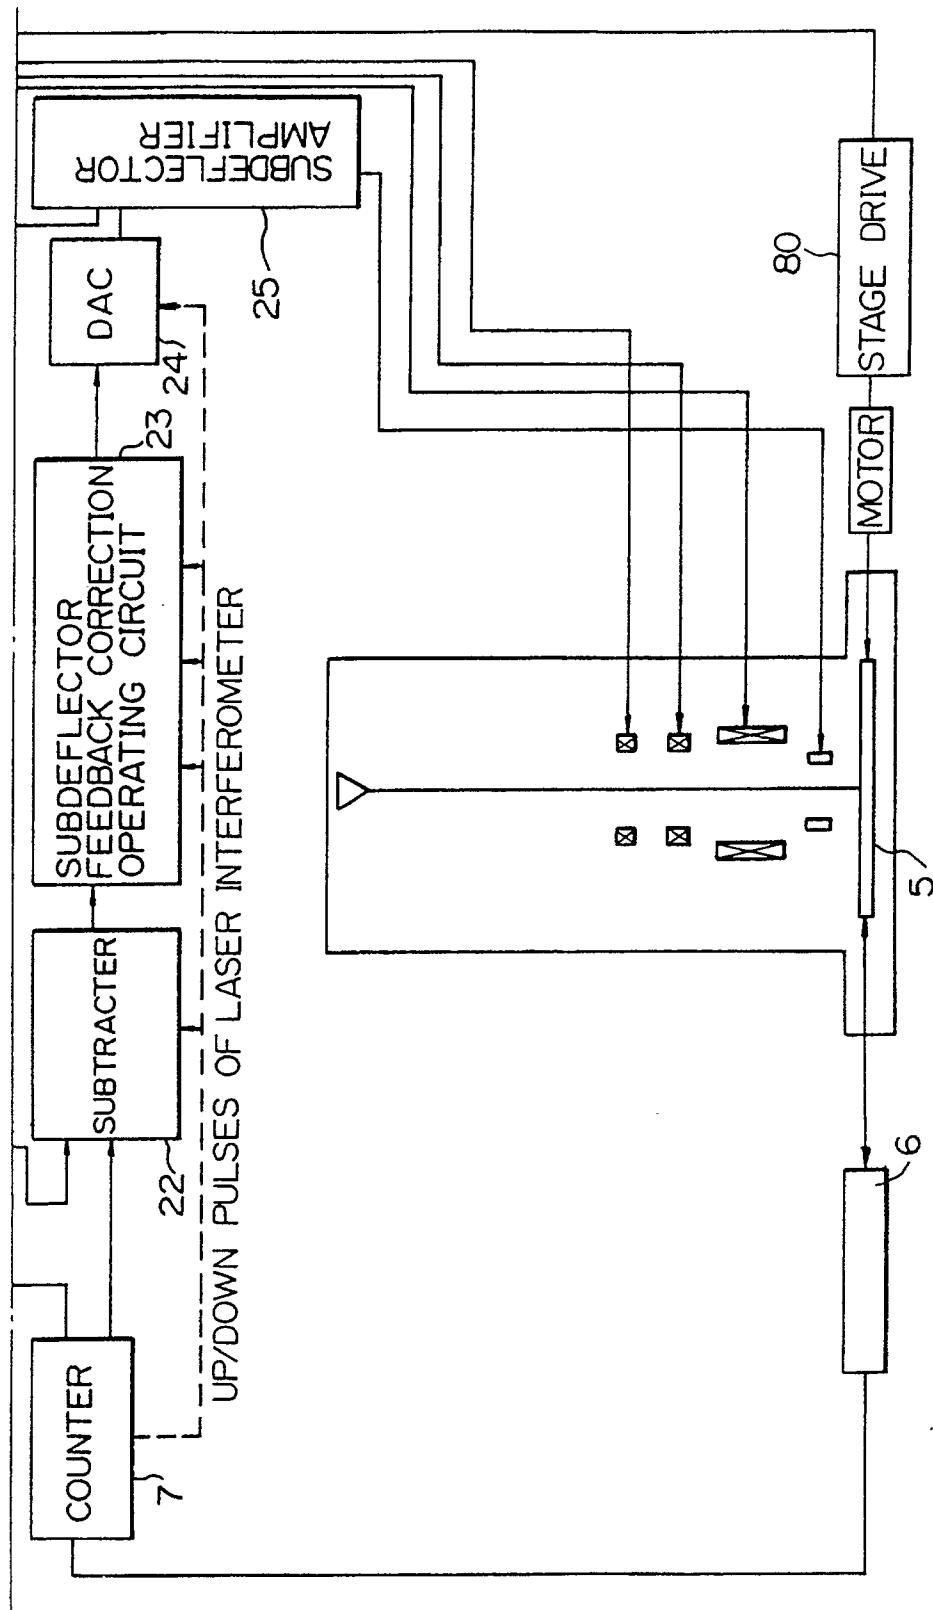 COUNTER
7
SUBTRACTER
22
SUBDEFLECTOR
FEEDBACK CORRECTION
OPERATING CIRCUIT
23
DAC
24
SUBDEFLECTOR
AMPLIFIER
25
UP/DOWN PULSES OF LASER INTERFEROMETER
6
5
MOTOR
STAGE DRIVE
80